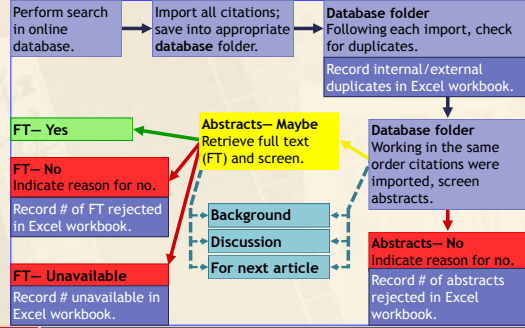 Perform search
in online
database.
Import all citations;
save into appropriate
database folder.
Database folder
Following each import, check
for duplicates.
Record internal/external
duplicates in Excel workbook.
Database folder
Working in the same
order citations were
imported, screen
abstracts.
Abstracts— No
Indicate reason for no.
Record # of abstracts
rejected in Excel
workbook.
Abstracts— Maybe
Retrieve full text
(FT) and screen.
Background
Discussion
For next article
FT— Yes
FT— No
Indicate reason for no.
Record # of FT rejected
in Excel workbook.
FT— Unavailable
Record # unavailable in
Excel workbook.